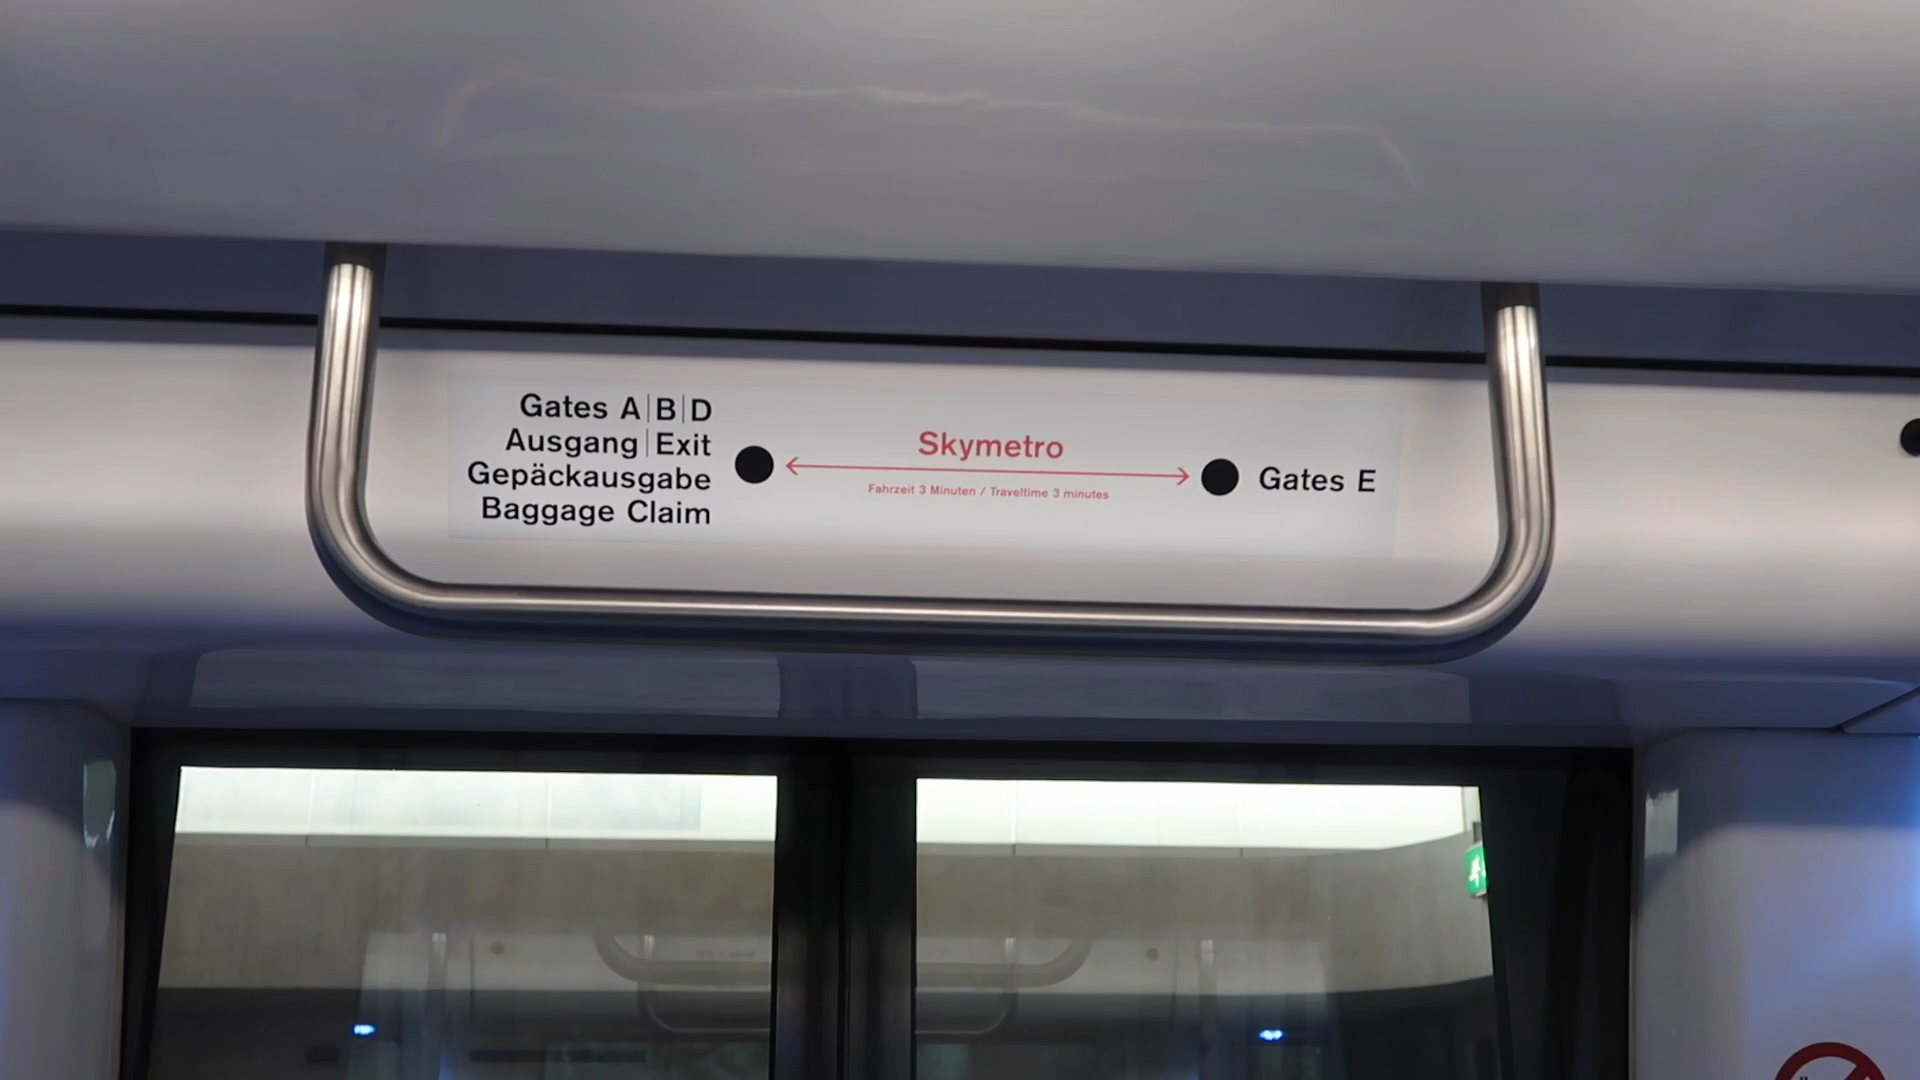 Gates A|B|D
Ausgang|Exit
Gepäckausgabe
Baggage Claim
Skymetro
Fahrzeit 3 Minuten / Traveltime 3 minutes
Gates E